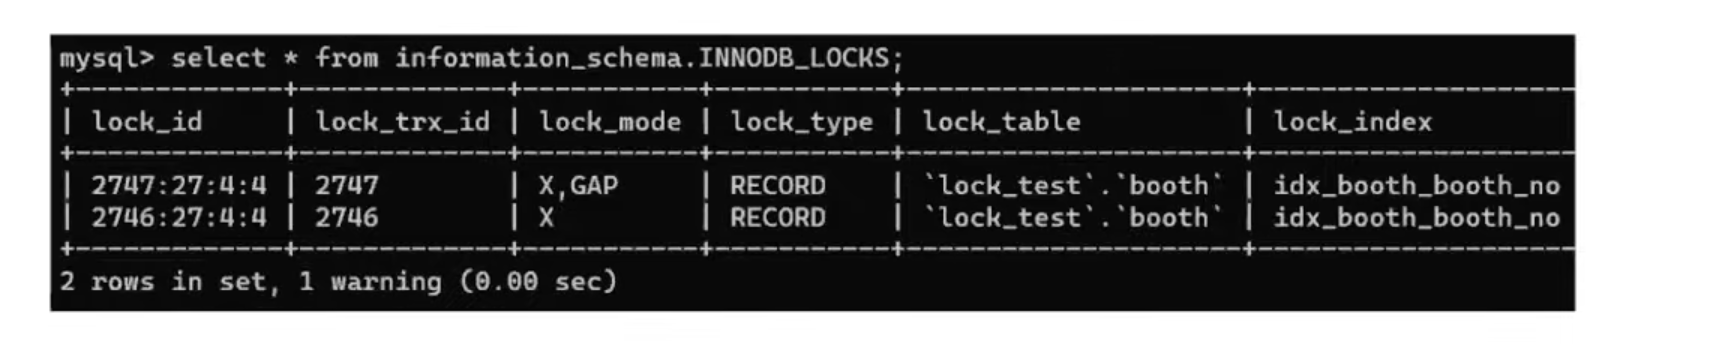 mysql> select * from information_schema.INNODB_LOCKS;
+-------------+-------------+-----------+-----------+---------------------+--------------------
| lock_id     | lock_trx_id | lock_mode | lock_type | lock_table          | lock_index
+-------------+-------------+-----------+-----------+---------------------+--------------------
| 2747:27:4:4 | 2747        | X,GAP     | RECORD    | `lock_test`.`booth` | idx_booth_booth_no
| 2746:27:4:4 | 2746        | X         | RECORD    | `lock_test`.`booth` | idx_booth_booth_no
+-------------+-------------+-----------+-----------+---------------------+--------------------
2 rows in set, 1 warning (0.00 sec)